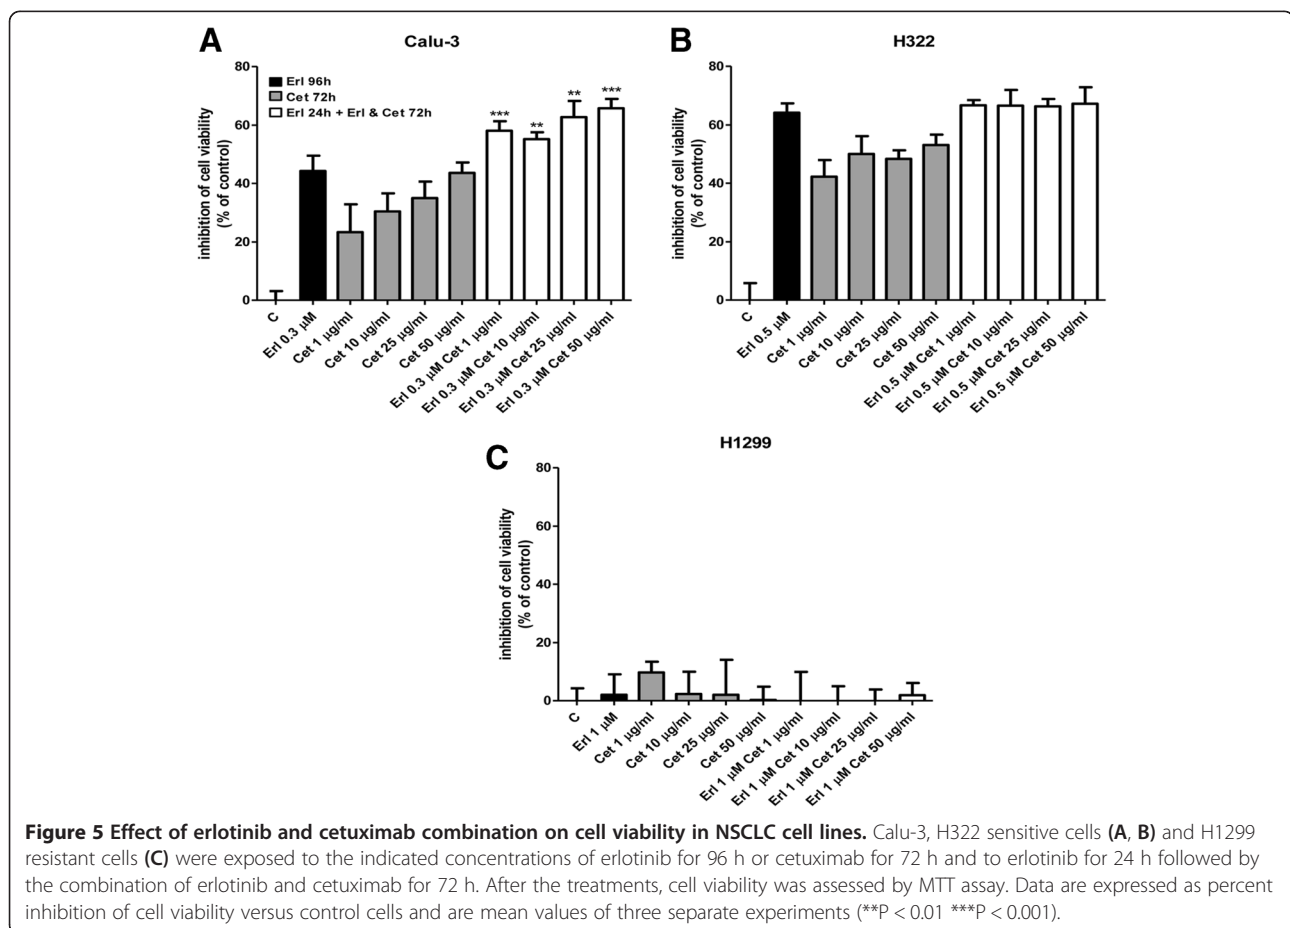 A
Calu-3
inhibition of cell viability
(% of control)
80
60
40
20
0
Erl 96h
Cet 72h
Erl 24h + Erl & Cet 72h
***
**
**
***
C
Erl 0.3 µM
Cet 1 µg/ml
Cet 10 µg/ml
Cet 25 µg/ml
Cet 50 µg/ml
Erl 0.3 µM Cet 1 µg/ml
Erl 0.3 µM Cet 10 µg/ml
Erl 0.3 µM Cet 25 µg/ml
Erl 0.3 µM Cet 50 µg/ml
B
H322
inhibition of cell viability
(% of control)
80
60
40
20
0
C
Erl 0.5 µM
Cet 1 µg/ml
Cet 10 µg/ml
Cet 25 µg/ml
Cet 50 µg/ml
Erl 0.5 µM Cet 1 µg/ml
Erl 0.5 µM Cet 10 µg/ml
Erl 0.5 µM Cet 25 µg/ml
Erl 0.5 µM Cet 50 µg/ml
C
H1299
inhibition of cell viability
(% of control)
80
60
40
20
0
C
Erl 1 µM
Cet 1 µg/ml
Cet 10 µg/ml
Cet 25 µg/ml
Cet 50 µg/ml
Erl 1 µM Cet 1 µg/ml
Erl 1 µM Cet 10 µg/ml
Erl 1 µM Cet 25 µg/ml
Erl 1 µM Cet 50 µg/ml
Figure 5 Effect of erlotinib and cetuximab combination on cell viability in NSCLC cell lines. Calu-3, H322 sensitive cells (A, B) and H1299
resistant cells (C) were exposed to the indicated concentrations of erlotinib for 96 h or cetuximab for 72 h and to erlotinib for 24 h followed by
the combination of erlotinib and cetuximab for 72 h. After the treatments, cell viability was assessed by MTT assay. Data are expressed as percent
inhibition of cell viability versus control cells and are mean values of three separate experiments (**P < 0.01 ***P < 0.001).